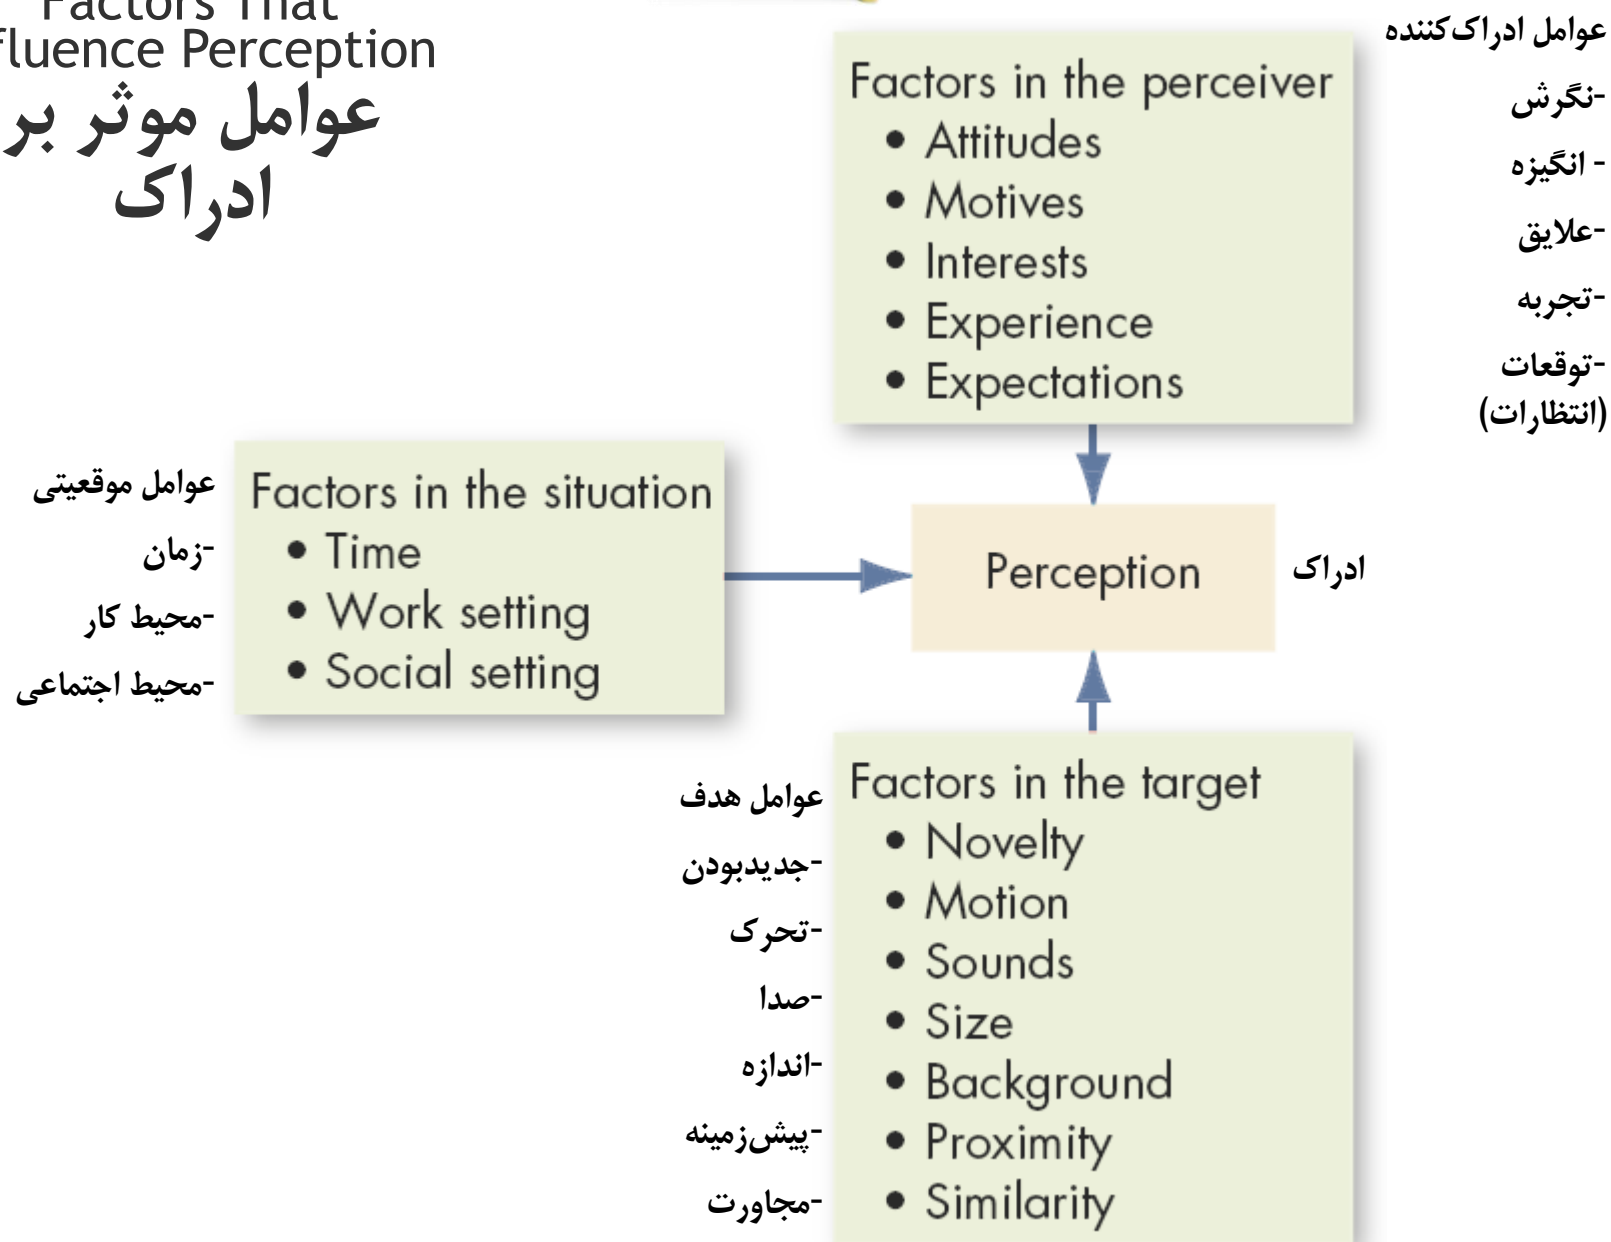 Factors That
fluence Perception
عوامل موثر بر
ادراک
Factors in the perceiver
• Attitudes
• Motives
• Interests
• Experience
• Expectations
عوامل ادراک‌کننده
-نگرش
- انگیزه
-علایق
-تجربه
-توقعات
(انتظارات)
عوامل موقعیتی
-زمان
-محیط کار
-محیط اجتماعی
Factors in the situation
• Time
• Work setting
• Social setting
Perception
ادراک
عوامل هدف
-جدیدبودن
-تحرک
-صدا
-اندازه
-پیش‌زمینه
-مجاورت
Factors in the target
• Novelty
• Motion
• Sounds
• Size
• Background
• Proximity
• Similarity